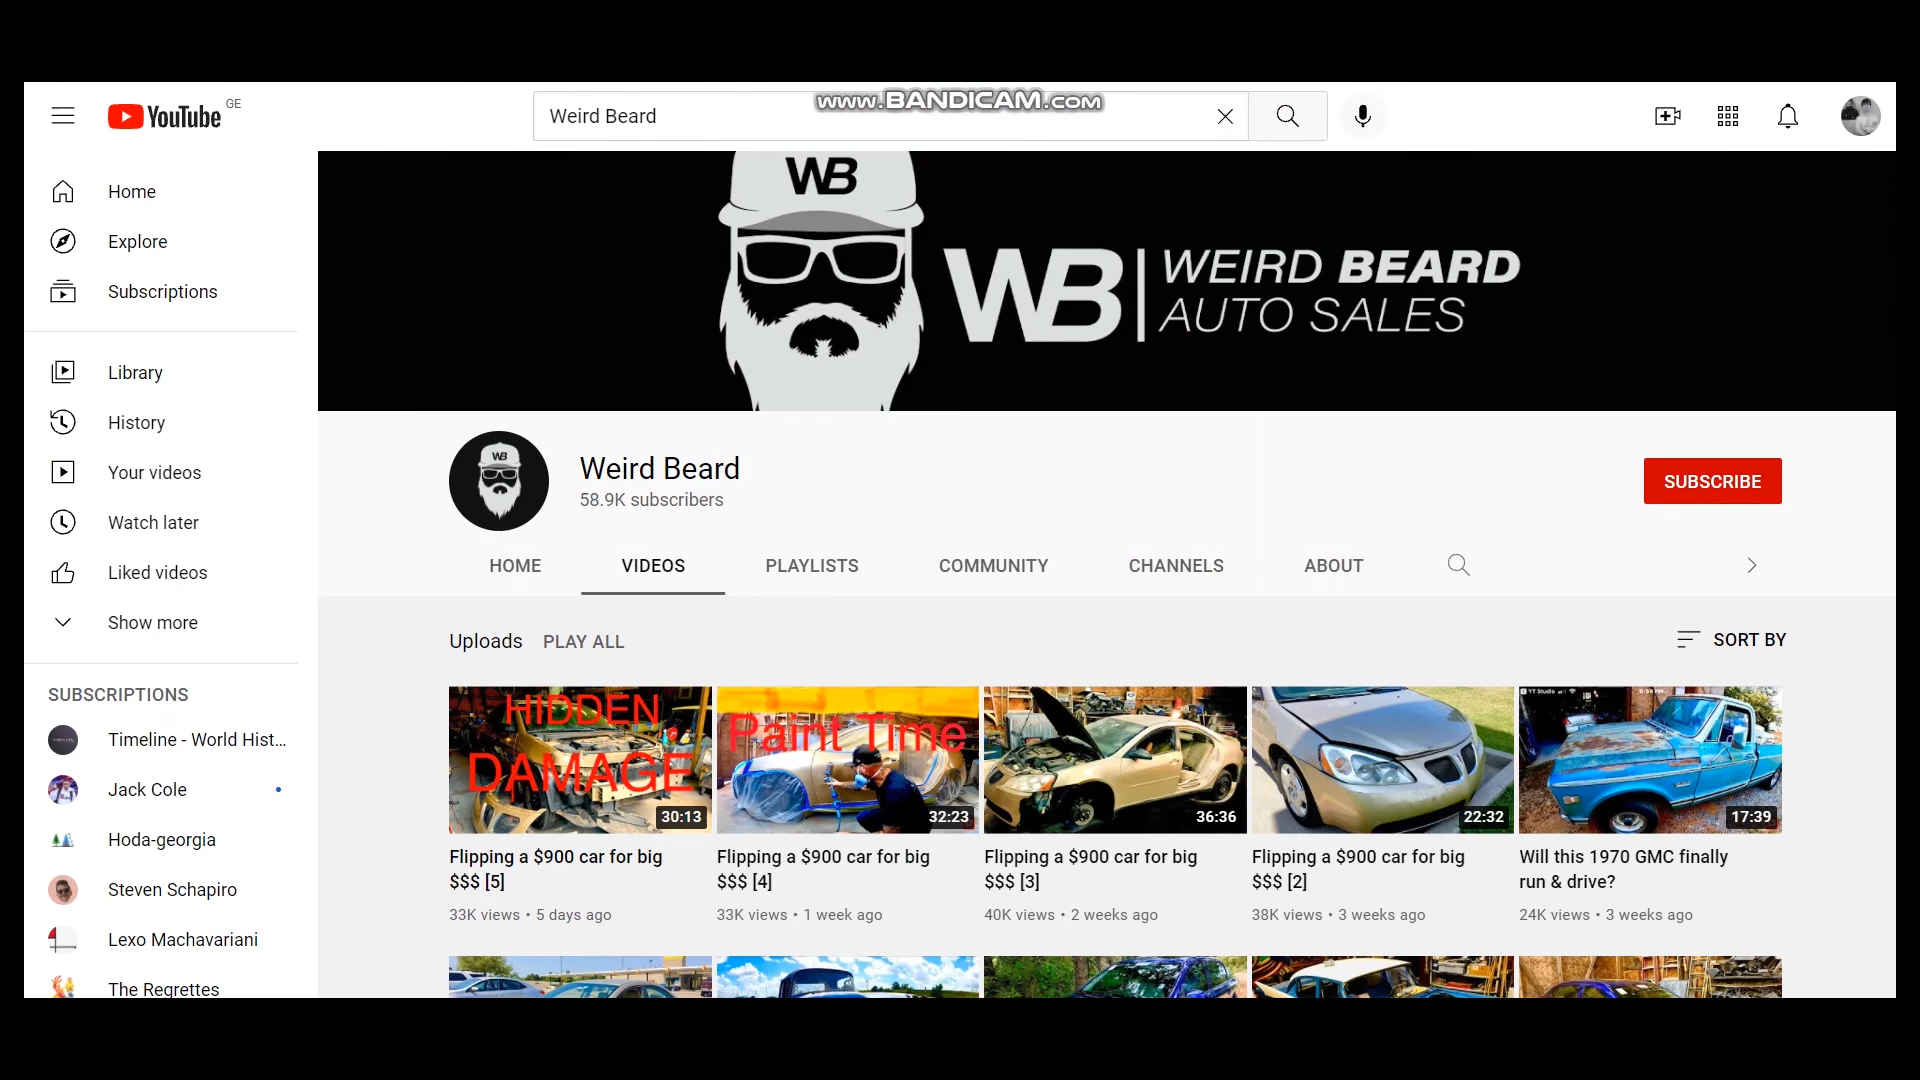 YouTube GE
Weird Beard
www.BANDICAM.com
Home
Explore
Subscriptions
Library
History
Your videos
Watch later
Liked videos
Show more
SUBSCRIPTIONS
Timeline - World Hist...
Jack Cole
Hoda-georgia
Steven Schapiro
Lexo Machavariani
The Regrettes
WB
WB WEIRD BEARD
AUTO SALES
WB
Weird Beard
58.9K subscribers
SUBSCRIBE
HOME VIDEOS PLAYLISTS COMMUNITY CHANNELS ABOUT
Uploads PLAY ALL
SORT BY
HIDDEN
DAMAGE
30:13
Flipping a $900 car for big
$$$ [5]
33K views • 5 days ago
Paint Time
32:23
Flipping a $900 car for big
$$$ [4]
33K views • 1 week ago
36:36
Flipping a $900 car for big
$$$ [3]
40K views • 2 weeks ago
22:32
Flipping a $900 car for big
$$$ [2]
38K views • 3 weeks ago
YT Studio
17:39
Will this 1970 GMC finally
run & drive?
24K views • 3 weeks ago